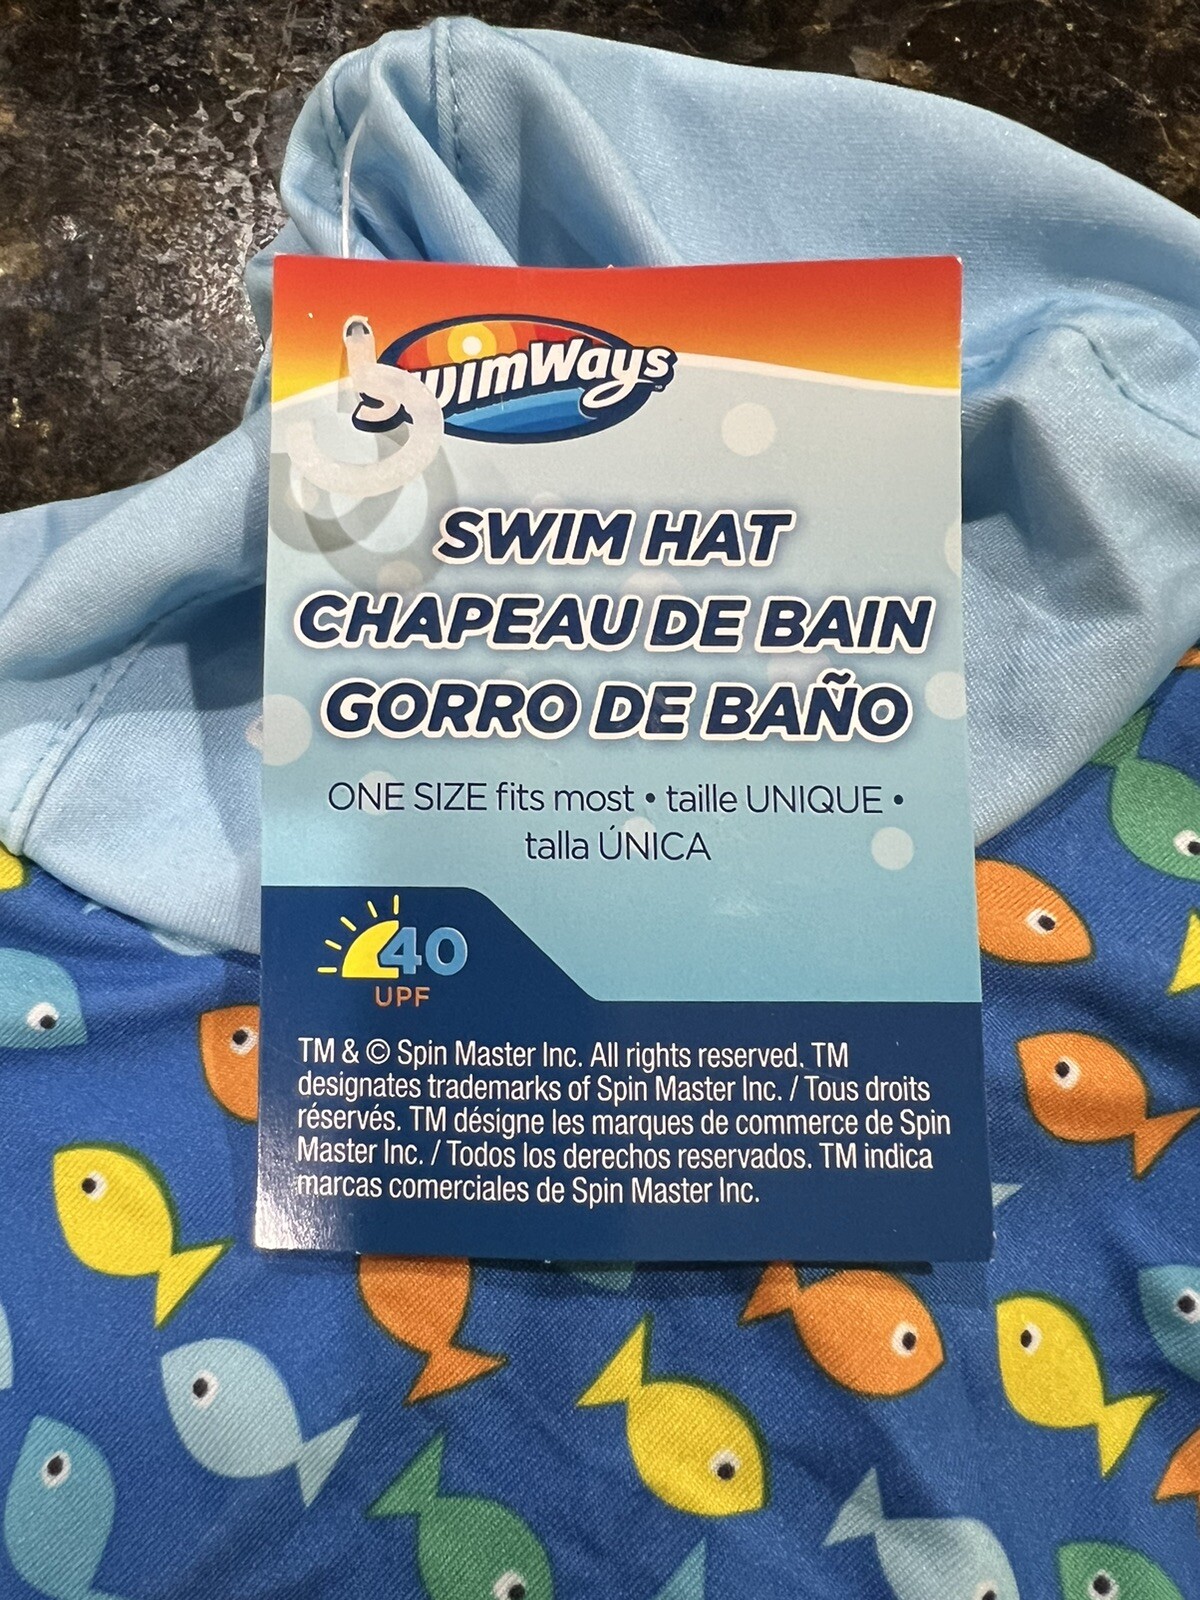 SwimWays
SWIM HAT
CHAPEAU DE BAIN
GORRO DE BAÑO
ONE SIZE fits most • taille UNIQUE •
talla ÚNICA
40
UPF
TM & © Spin Master Inc. All rights reserved. TM
designates trademarks of Spin Master Inc. / Tous droits
réservés. TM désigne les marques de commerce de Spin
Master Inc. / Todos los derechos reservados. TM indica
marcas comerciales de Spin Master Inc.